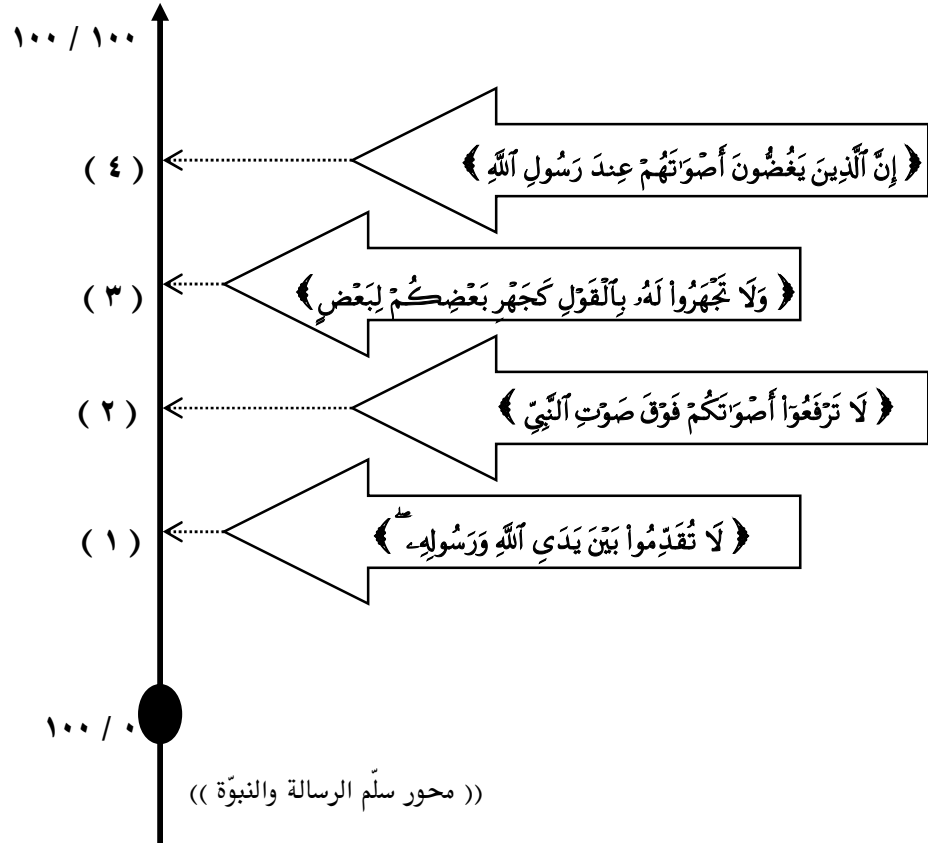 ١٠٠ / ١٠٠
﴿ إِنَّ ٱلَّذِينَ يَغُضُّونَ أَصۡوَٰتَهُمۡ عِندَ رَسُولِ ٱللَّهِ ﴾
( ٤ )
﴿ وَلَا تَجۡهَرُواْ لَهُۥ بِٱلۡقَوۡلِ كَجَهۡرِ بَعۡضِكُمۡ لِبَعۡضٍ ﴾
( ٣ )
﴿ لَا تَرۡفَعُوٓاْ أَصۡوَٰتَكُمۡ فَوۡقَ صَوۡتِ ٱلنَّبِيِّ ﴾
( ٢ )
﴿ لَا تُقَدِّمُواْ بَيۡنَ يَدَيِ ٱللَّهِ وَرَسُولِهِۦۖ ﴾
( ١ )
٠ / ١٠٠
(( محور سلّم الرسالة والنبوّة ))